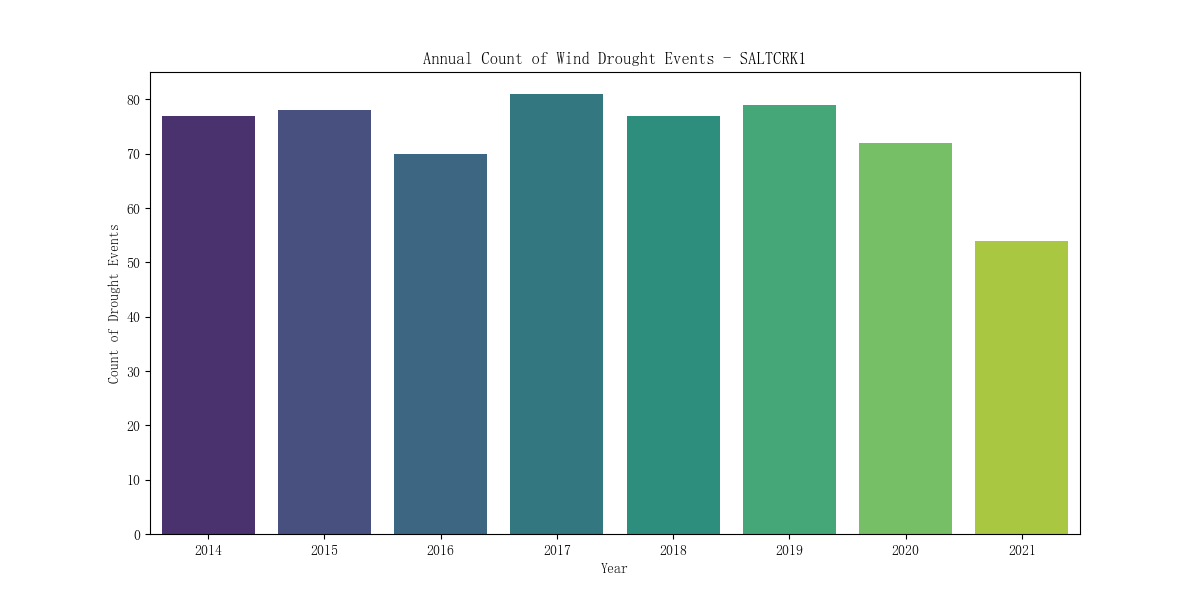 Annual Count of Wind Drought Events - SALTCRK1
Count of Drought Events
80
70
60
50
40
30
20
10
0
2014 2015 2016 2017 2018 2019 2020 2021
Year